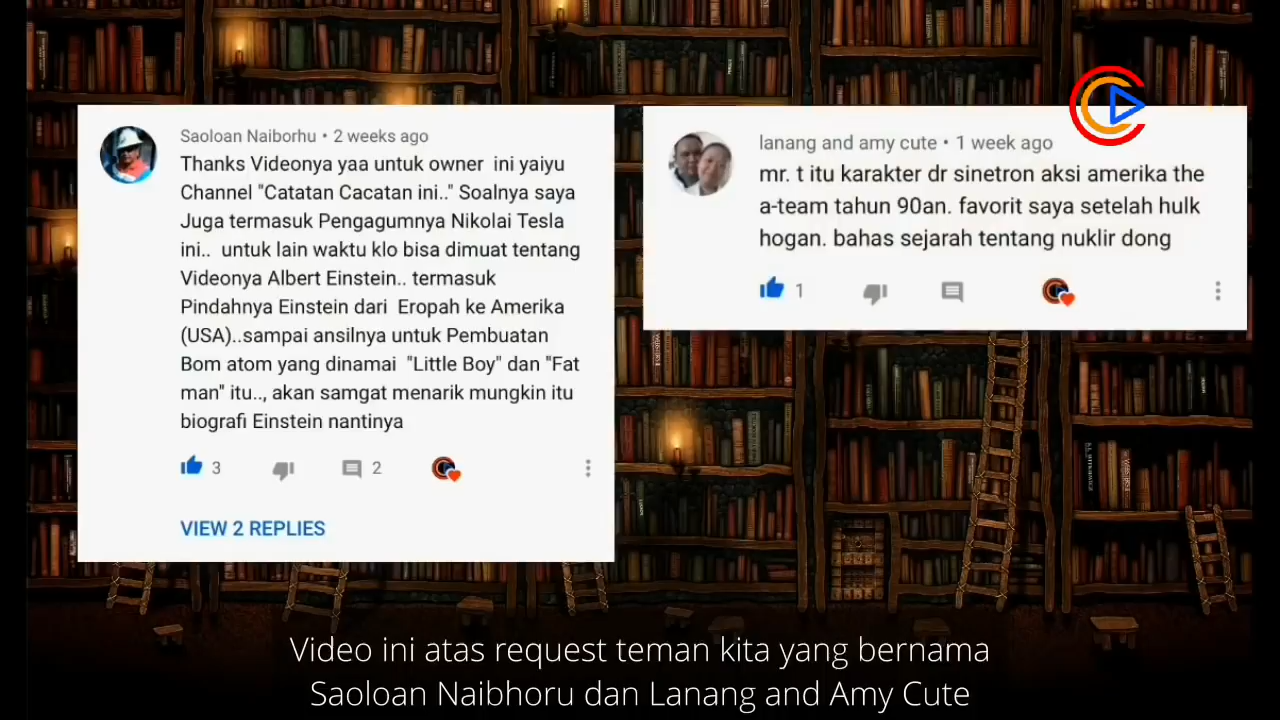 Saoloan Naiborhu • 2 weeks ago
Thanks Videonya yaa untuk owner ini yaiyu
Channel "Catatan Cacatan ini.." Soalnya saya
Juga termasuk Pengagumnya Nikolai Tesla
ini.. untuk lain waktu klo bisa dimuat tentang
Videonya Albert Einstein.. termasuk
Pindahnya Einstein dari Eropah ke Amerika
(USA)..sampai ansilnya untuk Pembuatan
Bom atom yang dinamai "Little Boy" dan "Fat
man" itu.., akan samgat menarik mungkin itu
biografi Einstein nantinya
3
2
VIEW 2 REPLIES
lanang and amy cute • 1 week ago
mr. t itu karakter dr sinetron aksi amerika the
a-team tahun 90an. favorit saya setelah hulk
hogan. bahas sejarah tentang nuklir dong
1
Video ini atas request teman kita yang bernama
Saoloan Naibhoru dan Lanang and Amy Cute